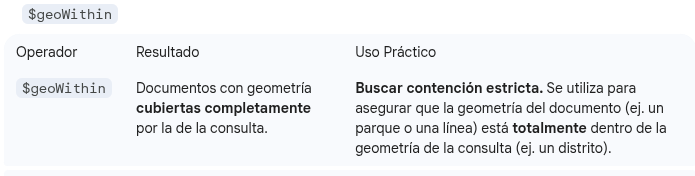 $geoWithin
Operador Resultado Uso Práctico
$geoWithin Documentos con geometría cubiertas completamente por la de la consulta. Buscar contención estricta. Se utiliza para asegurar que la geometría del documento (ej. un parque o una línea) está totalmente dentro de la geometría de la consulta (ej. un distrito).